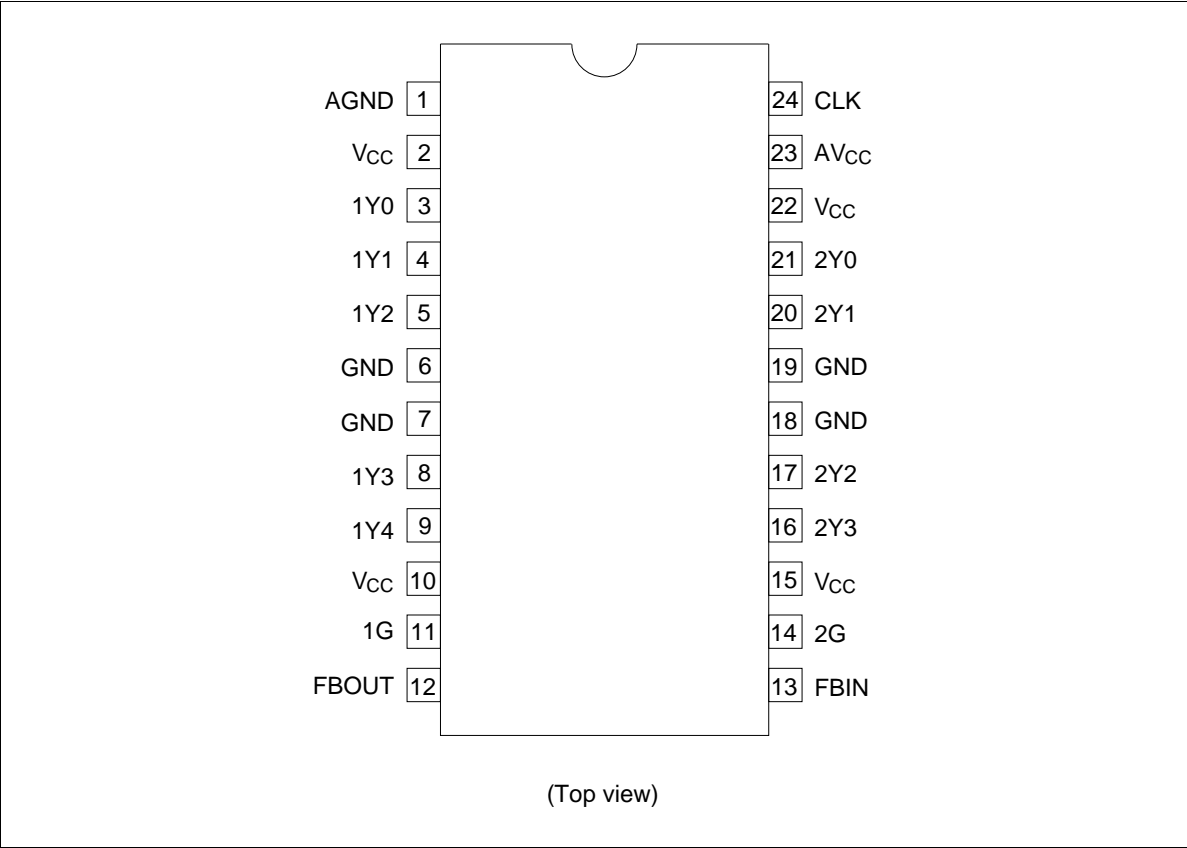 AGND 1 24 CLK
VCC 2 23 AVCC
1Y0 3 22 VCC
1Y1 4 21 2Y0
1Y2 5 20 2Y1
GND 6 19 GND
GND 7 18 GND
1Y3 8 17 2Y2
1Y4 9 16 2Y3
VCC 10 15 VCC
1G 11 14 2G
FBOUT 12 13 FBIN
(Top view)